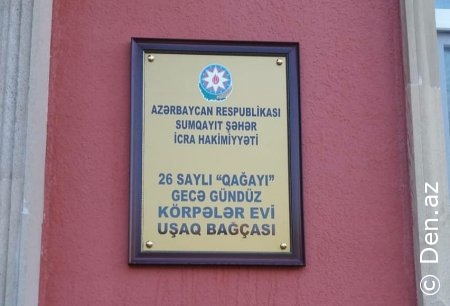 AZƏRBAYCAN RESPUBLİKASI
SUMQAYIT ŞƏHƏR
İCRA HAKİMİYYƏTİ
26 SAYLI “QAĞAYI”
GECƏ GÜNDÜZ
KÖRPƏLƏR EVİ
UŞAQ BAĞÇASI
© Den.az